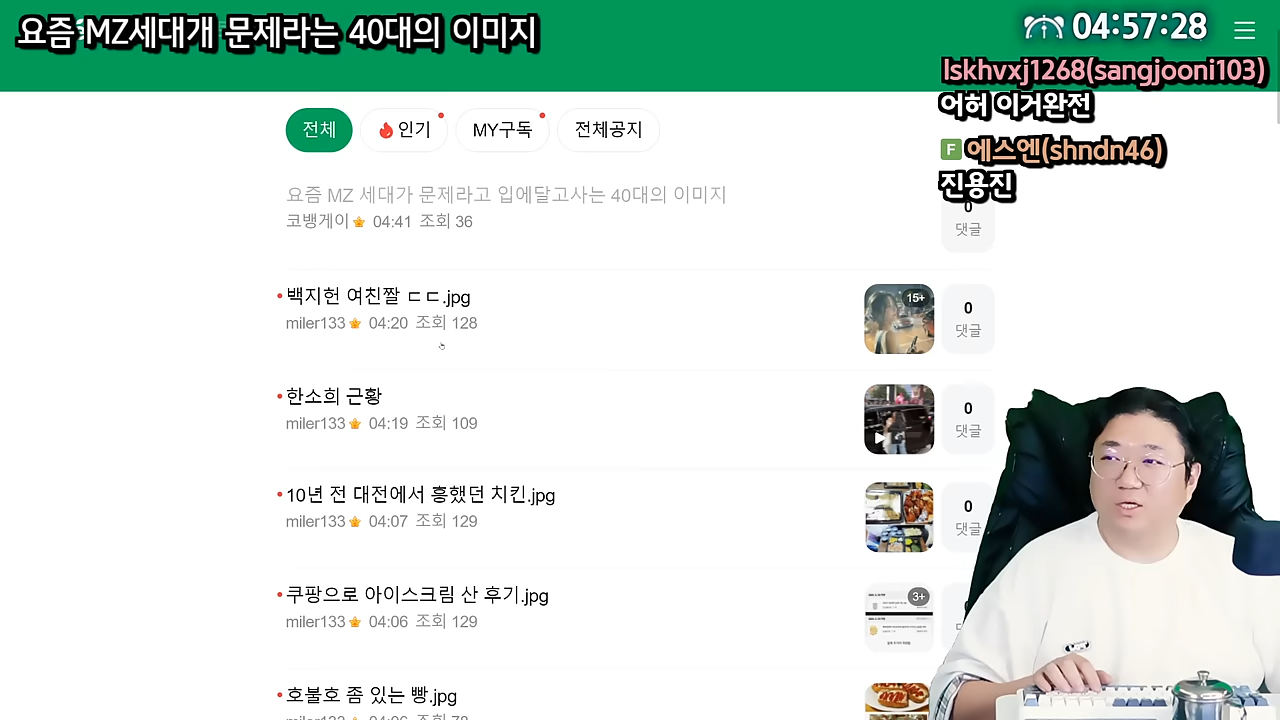 요즘 MZ세대개 문제라는 40대의 이미지
04:57:28
lskhvxj1268(sangjooni103)
어허 이거완전
F 에스엔(shndn46)
진용진
전체
인기
MY구독
전체공지
요즘 MZ 세대가 문제라고 입에달고사는 40대의 이미지
코뱅게이 04:41 조회 36
0
댓글
백지헌 여친짤 ㄷㄷ.jpg
miler133 04:20 조회 128
15+
0
댓글
한소희 근황
miler133 04:19 조회 109
0
댓글
10년 전 대전에서 흥했던 치킨.jpg
miler133 04:07 조회 129
0
댓글
쿠팡으로 아이스크림 산 후기.jpg
miler133 04:06 조회 129
3+
호불호 좀 있는 빵.jpg